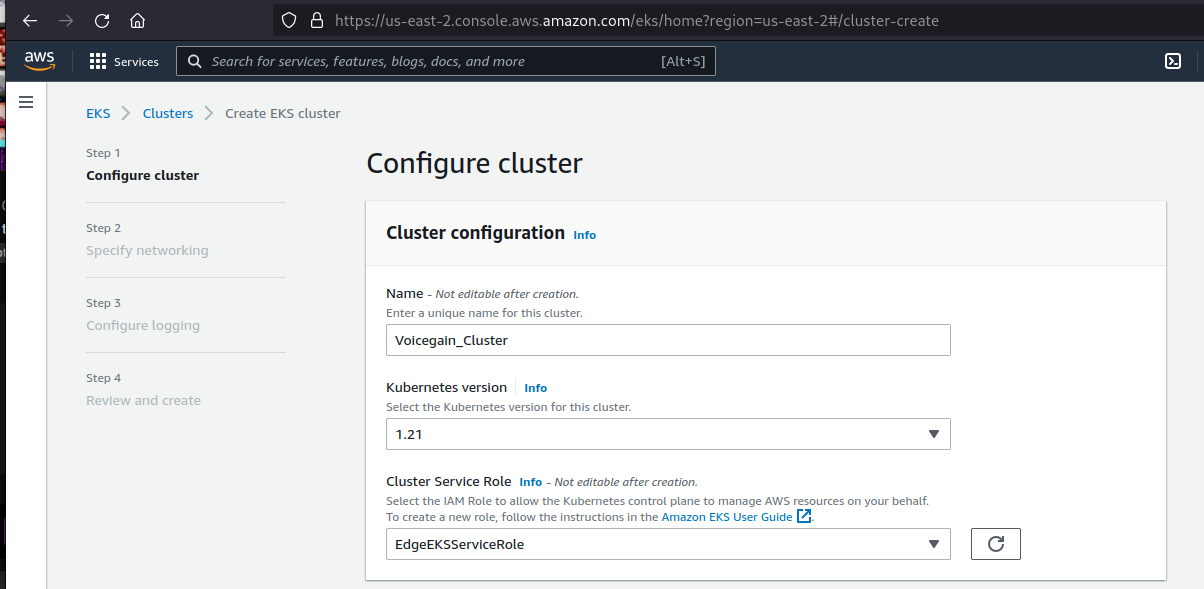 https://us-east-2.console.aws.amazon.com/eks/home?region=us-east-2#/cluster-create
aws
Services
Search for services, features, blogs, docs, and more
[Alt+S]
EKS
Clusters
Create EKS cluster
Step 1
Configure cluster
Step 2
Specify networking
Step 3
Configure logging
Step 4
Review and create
Configure cluster
Cluster configuration Info
Name - Not editable after creation.
Enter a unique name for this cluster.
Voicegain_Cluster
Kubernetes version Info
Select the Kubernetes version for this cluster.
1.21
Cluster Service Role Info - Not editable after creation.
Select the IAM Role to allow the Kubernetes control plane to manage AWS resources on your behalf.
To create a new role, follow the instructions in the Amazon EKS User Guide.
EdgeEKSServiceRole